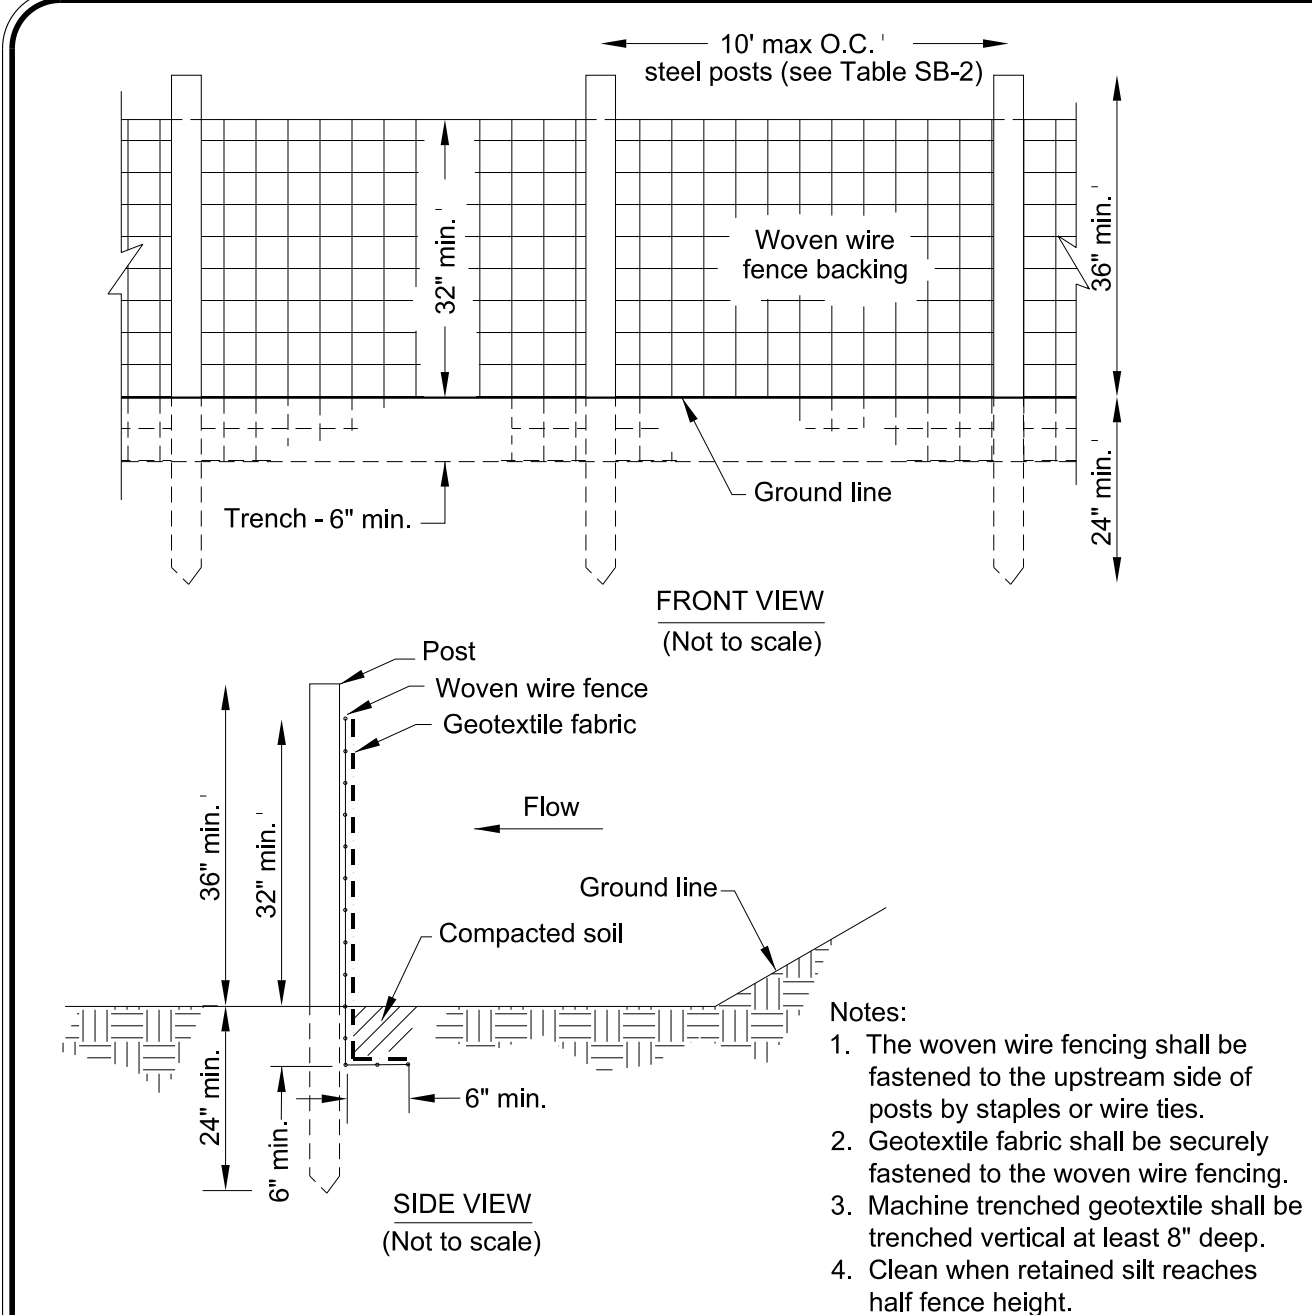 10' max O.C.
steel posts (see Table SB-2)
32" min.
Woven wire
fence backing
36" min.
24" min.
Ground line
Trench - 6" min.
FRONT VIEW
(Not to scale)
Post
Woven wire fence
Geotextile fabric
36" min.
32" min.
Flow
Ground line
Compacted soil
24" min.
6" min.
6" min.
SIDE VIEW
(Not to scale)
Notes:
1. The woven wire fencing shall be
fastened to the upstream side of
posts by staples or wire ties.
2. Geotextile fabric shall be securely
fastened to the woven wire fencing.
3. Machine trenched geotextile shall be
trenched vertical at least 8" deep.
4. Clean when retained silt reaches
half fence height.